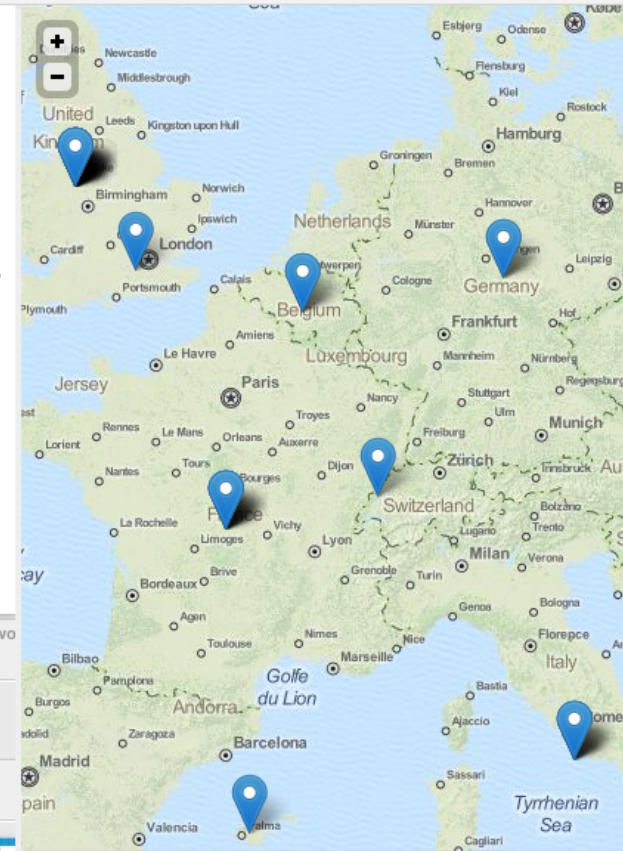 Esbjerg
Odense
Newcastle
Flensburg
Middlesbrough
Kiel
Rostock
United
Leeds
Kingston upon Hull
Hamburg
Groningen
Bremen
Birmingham
Norwich
Hannover
Ipswich
Netherlands
Münster
Cardiff
London
Leipzig
Calais
Cologne
Germany
Portsmouth
Plymouth
Belgium
Hof
Frankfurt
Amiens
Le Havre
Luxembourg
Mannheim
Nürnberg
Jersey
Paris
Regensburg
Nancy
Stuttgart
Troyes
Ulm
Rennes
Le Mans
Orleans
Auxerre
Freiburg
Munich
Lorient
Nantes
Tours
Bourges
Dijon
Zürich
Innsbruck
Switzerland
Bolzano
La Rochelle
Vichy
Lugano
Trento
Limoges
Lyon
Milan
Verona
Grenoble
Turin
Brive
Bordeaux
Genoa
Bologna
Agen
Toulouse
Nimes
Nice
Florence
Bilbao
Marseille
Italy
Pamplona
Golfe
du Lion
Bastia
Burgos
Andorra
Ajaccio
Zaragoza
Barcelona
Madrid
Sassari
Tyrrhenian
Sea
Valencia
Cagliari